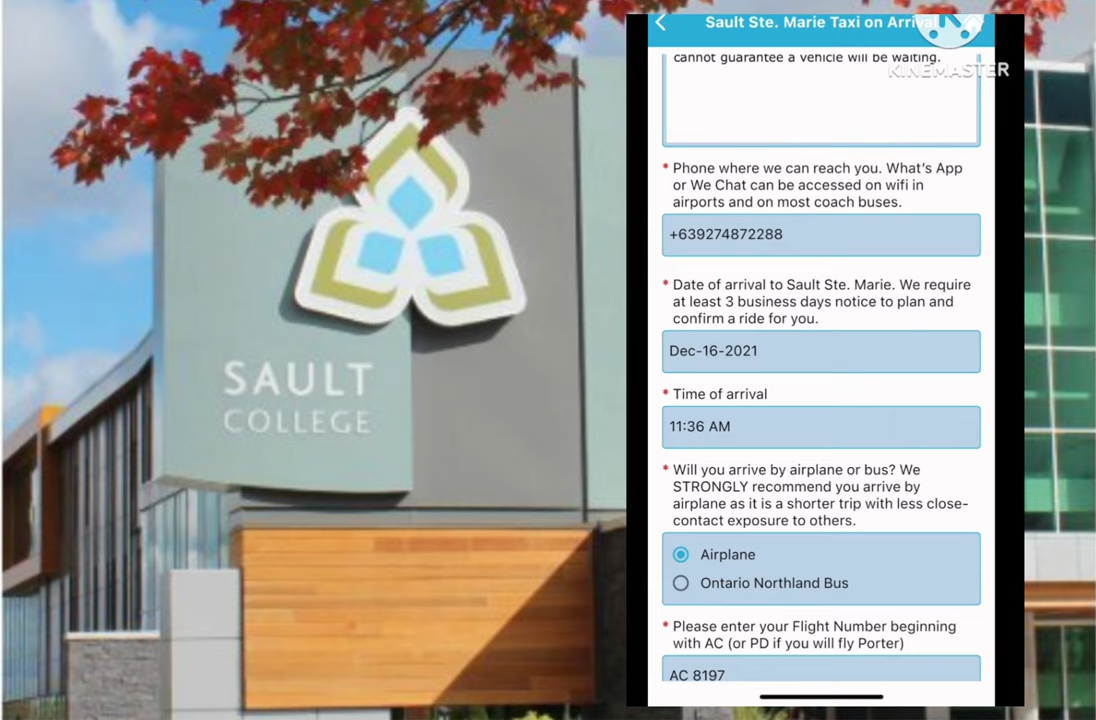 SAULT
COLLEGE
Sault Ste. Marie Taxi on Arrival
cannot guarantee a vehicle will be waiting.
KINEMASTER
* Phone where we can reach you. What's App
or We Chat can be accessed on wifi in
airports and on most coach buses.
+639274872288
* Date of arrival to Sault Ste. Marie. We require
at least 3 business days notice to plan and
confirm a ride for you.
Dec-16-2021
* Time of arrival
11:36 AM
* Will you arrive by airplane or bus? We
STRONGLY recommend you arrive by
airplane as it is a shorter trip with less close-
contact exposure to others.
Airplane
Ontario Northland Bus
* Please enter your Flight Number beginning
with AC (or PD if you will fly Porter)
AC 8197